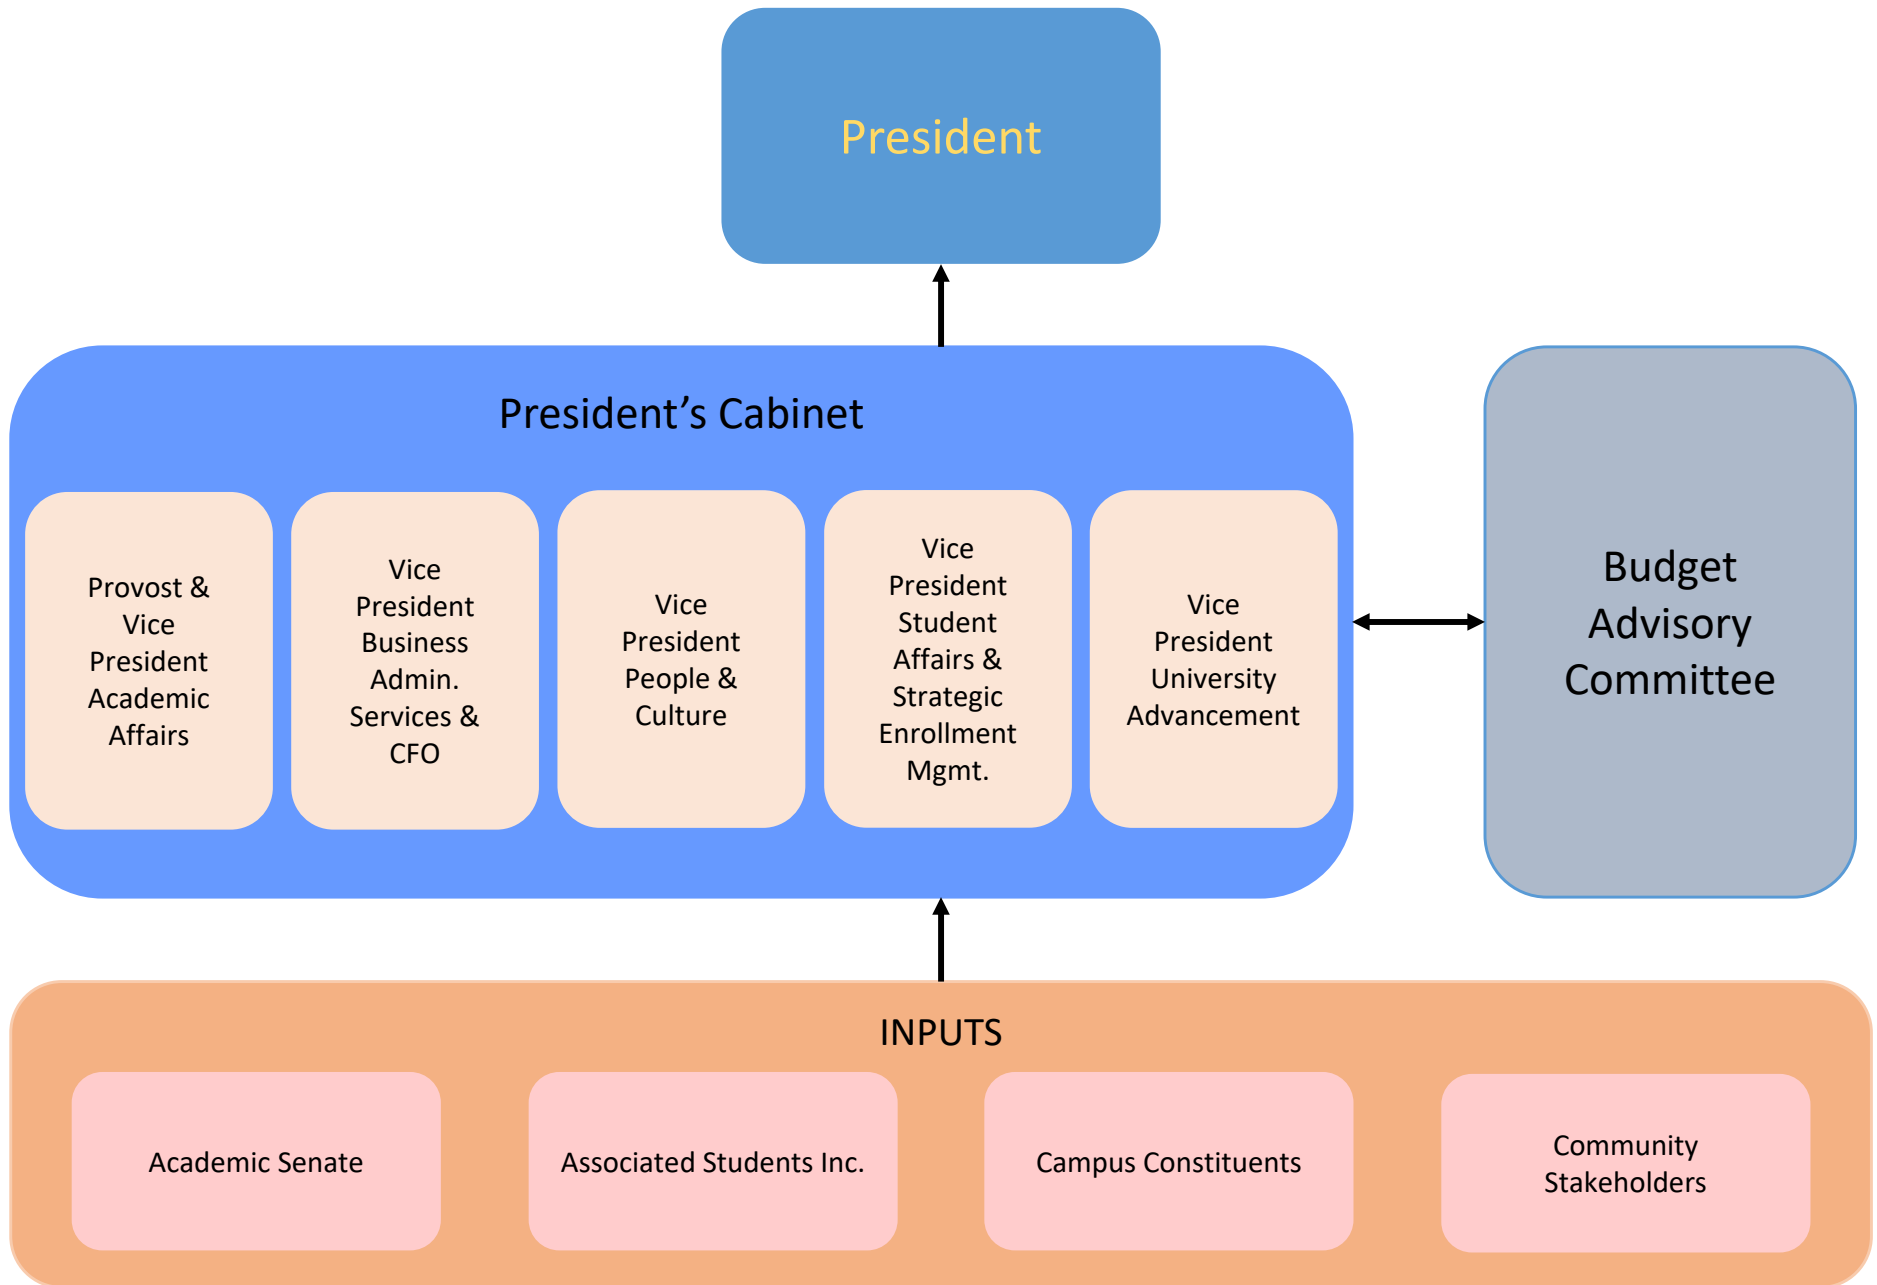 President
President’s Cabinet
Provost &
Vice
President
Academic
Affairs
Vice
President
Business
Admin.
Services &
CFO
Vice
President
People &
Culture
Vice
President
Student
Affairs &
Strategic
Enrollment
Mgmt.
Vice
President
University
Advancement
Budget
Advisory
Committee
INPUTS
Academic Senate
Associated Students Inc.
Campus Constituents
Community
Stakeholders